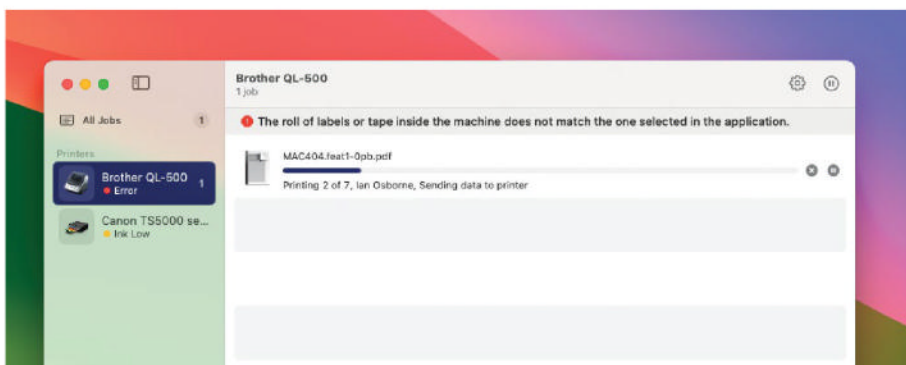 Brother QL-500
1 job
All Jobs 1
The roll of labels or tape inside the machine does not match the one selected in the application.
Printers
MAC404.feat1-0pb.pdf
Brother QL-500 1
Error
Printing 2 of 7, Ian Osborne, Sending data to printer
Canon TS5000 se...
Ink Low